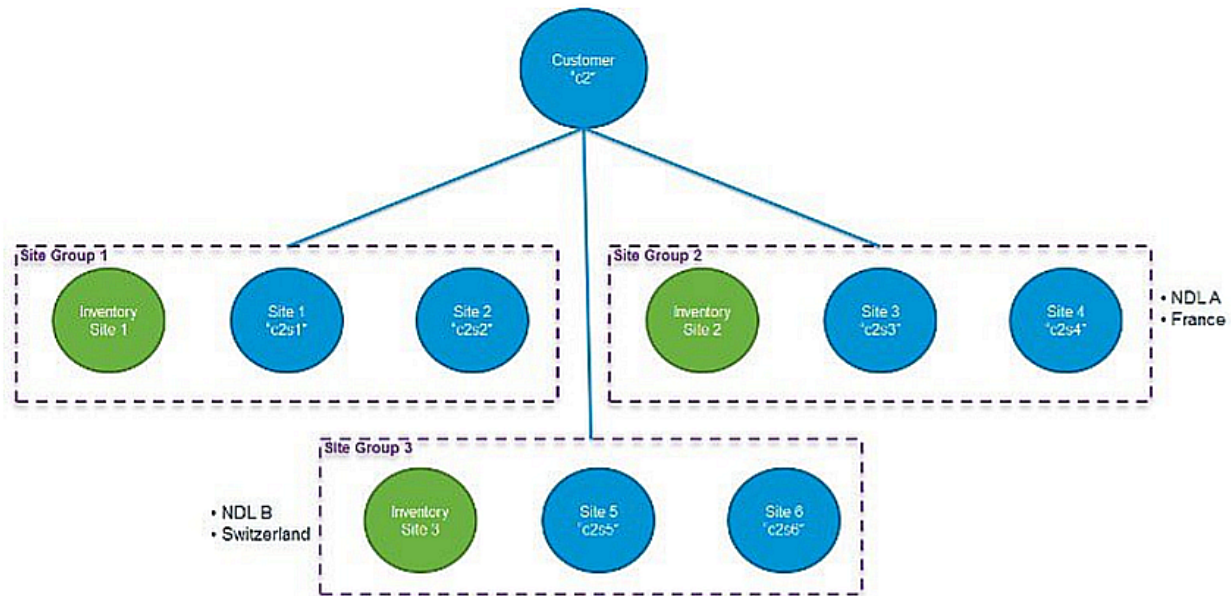 Customer
"c2"
Site Group 1
Inventory
Site 1
Site 1
"c2s1"
Site 2
"c2s2"
Site Group 2
Inventory
Site 2
Site 3
"c2s3"
Site 4
"c2s4"
• NDL A
• France
Site Group 3
• NDL B
• Switzerland
Inventory
Site 3
Site 5
"c2s5"
Site 6
"c2s6"